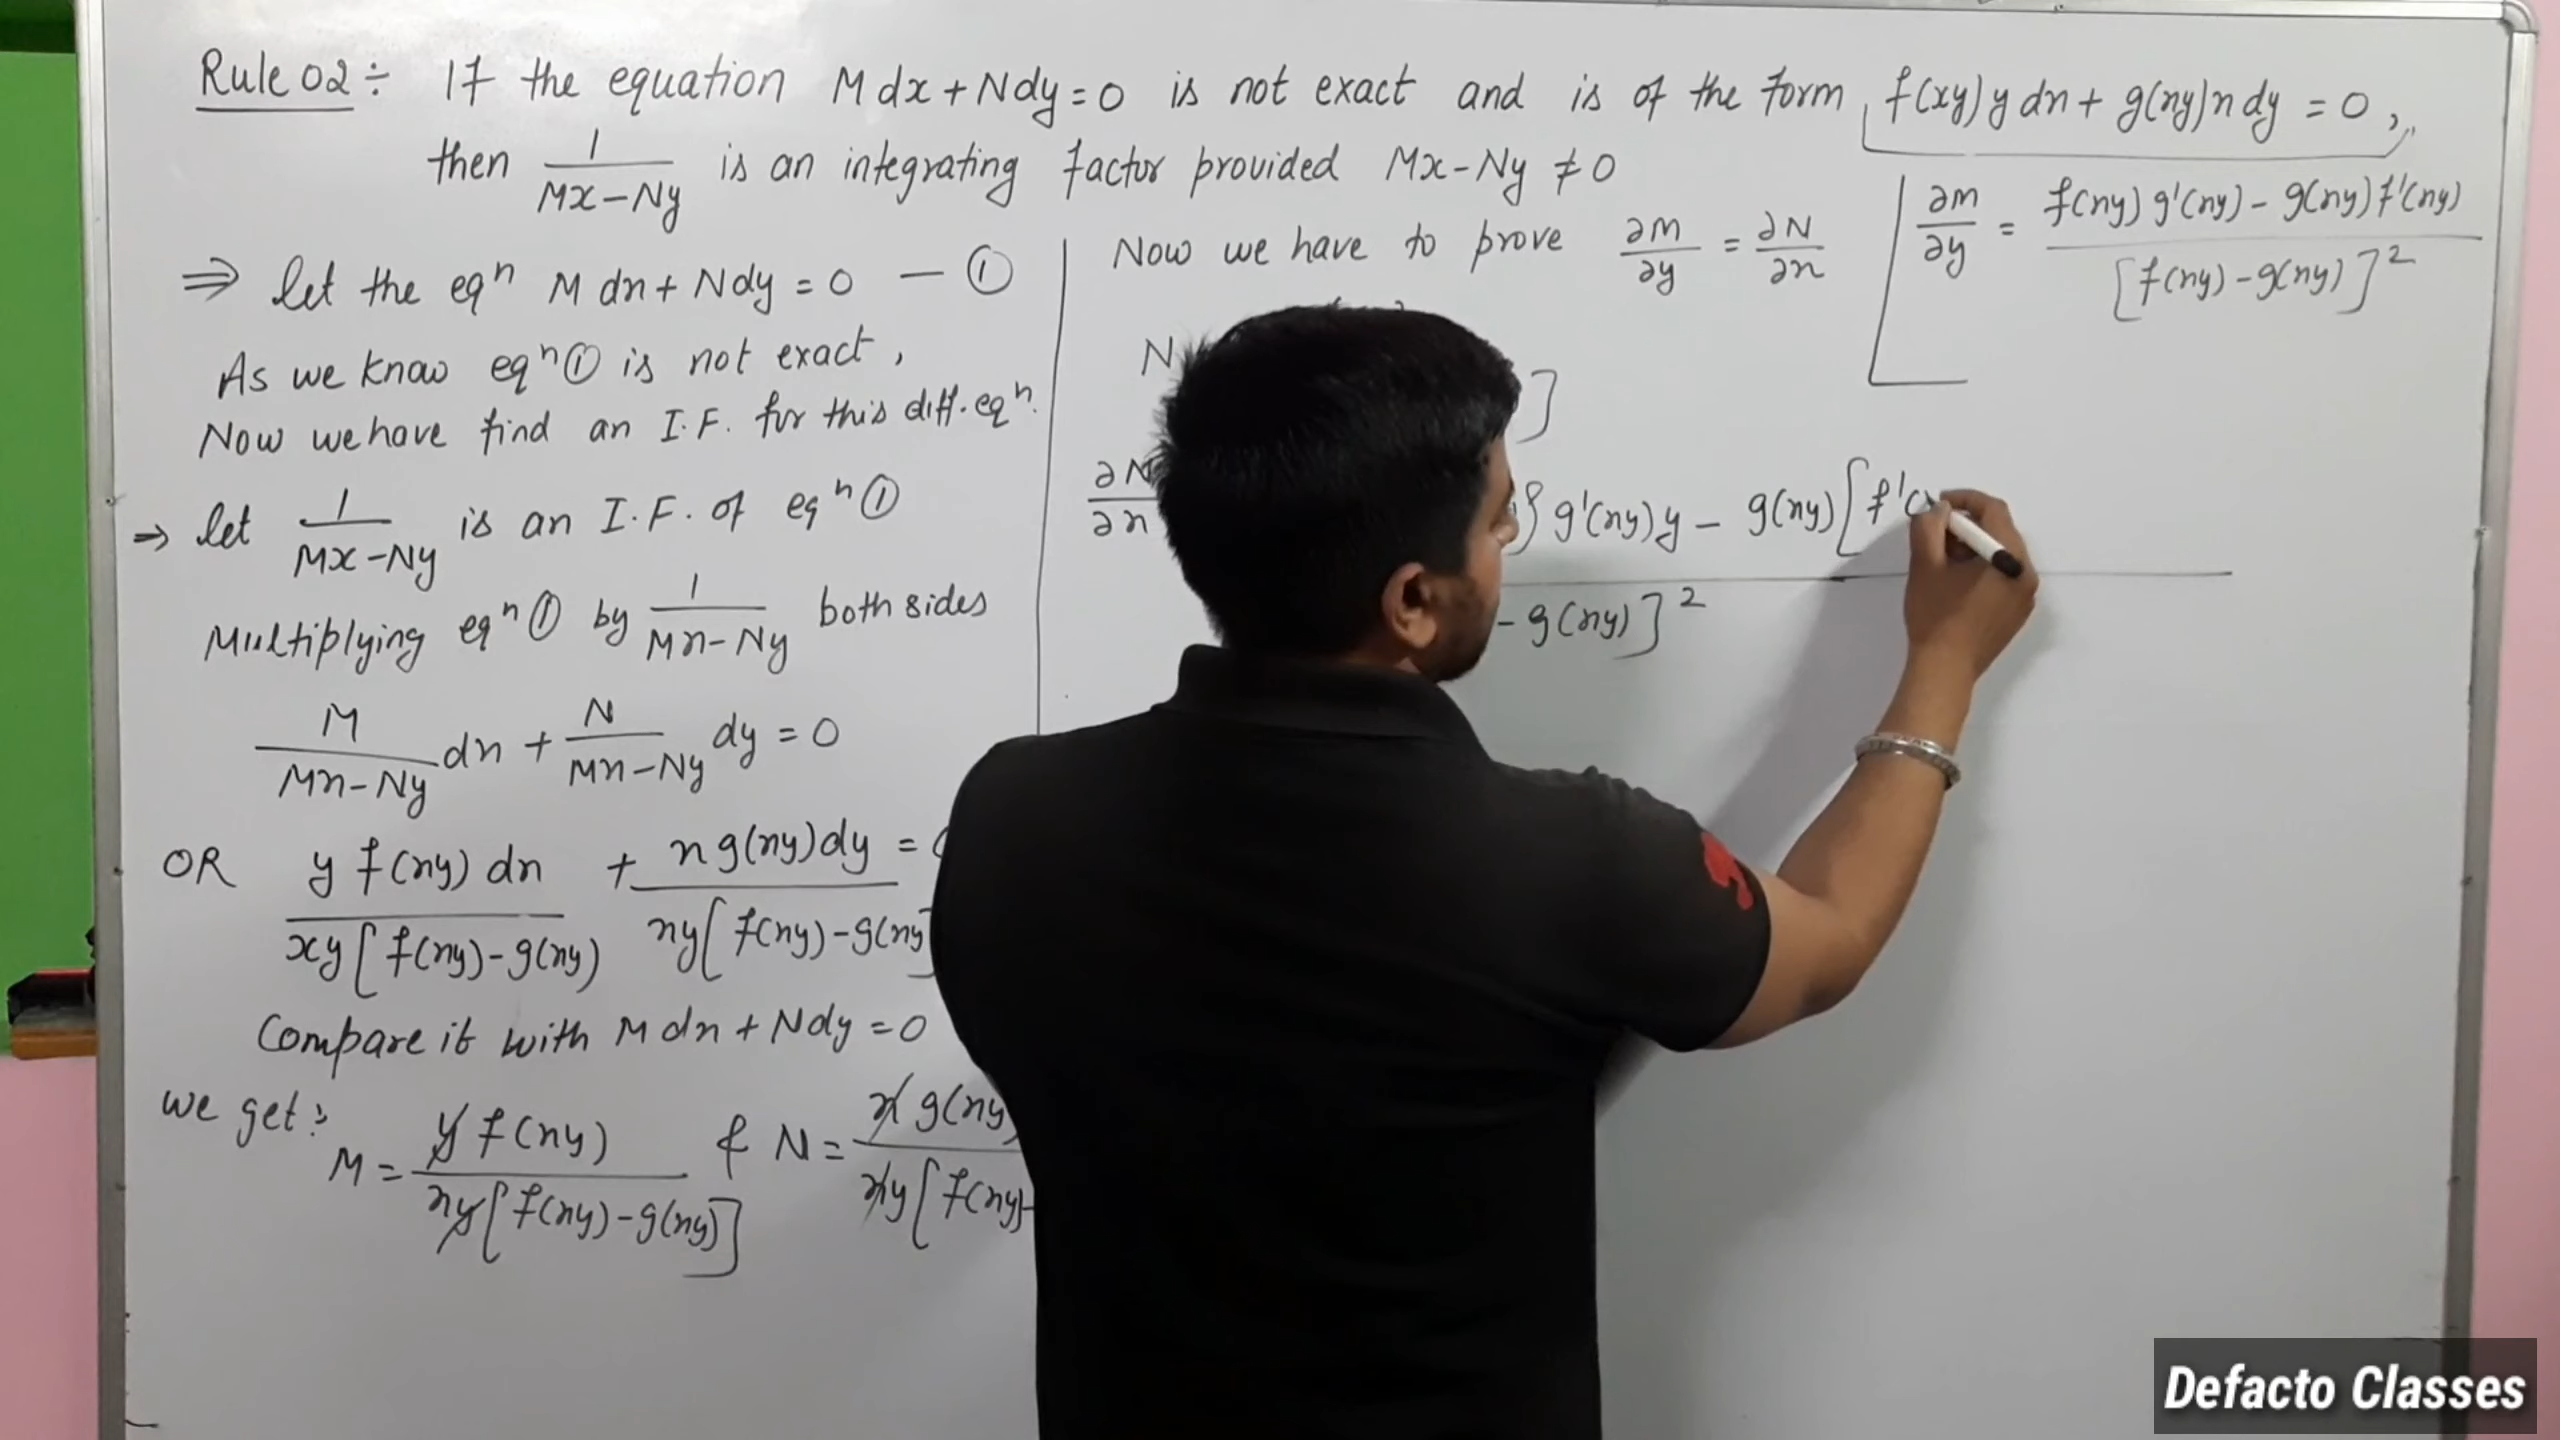 Rule 02 ÷ If the equation M dx + N dy = 0 is not exact and is of the form f(xy) y dx + g(xy) x dy = 0,
then 1/(Mx − Ny) is an integrating factor provided Mx − Ny ≠ 0
⇒ let the eqⁿ M dx + N dy = 0 — ①
As we know eqⁿ ① is not exact,
Now we have find an I.F. for this diff. eqⁿ.
⇒ let 1/(Mx − Ny) is an I.F. of eqⁿ ①
Multiplying eqⁿ ① by 1/(Mx − Ny) both sides
M/(Mx − Ny) dx + N/(Mx − Ny) dy = 0
OR y f(xy) dx / xy[f(xy) − g(xy) + x g(xy) dy / xy[f(xy) − g(xy) =
Compare it with M dx + N dy = 0
we get :
M = y f(xy) / xy[f(xy) − g(xy)] & N = x g(xy) / xy[f(xy) −
Now we have to prove ∂M/∂y = ∂N/∂x
N
]
∂N/∂x } g'(xy) y − g(xy) [f'(
− g(xy)]²
∂M/∂y = f(xy) g'(xy) − g(xy) f'(xy) / [f(xy) − g(xy)]²
Defacto Classes